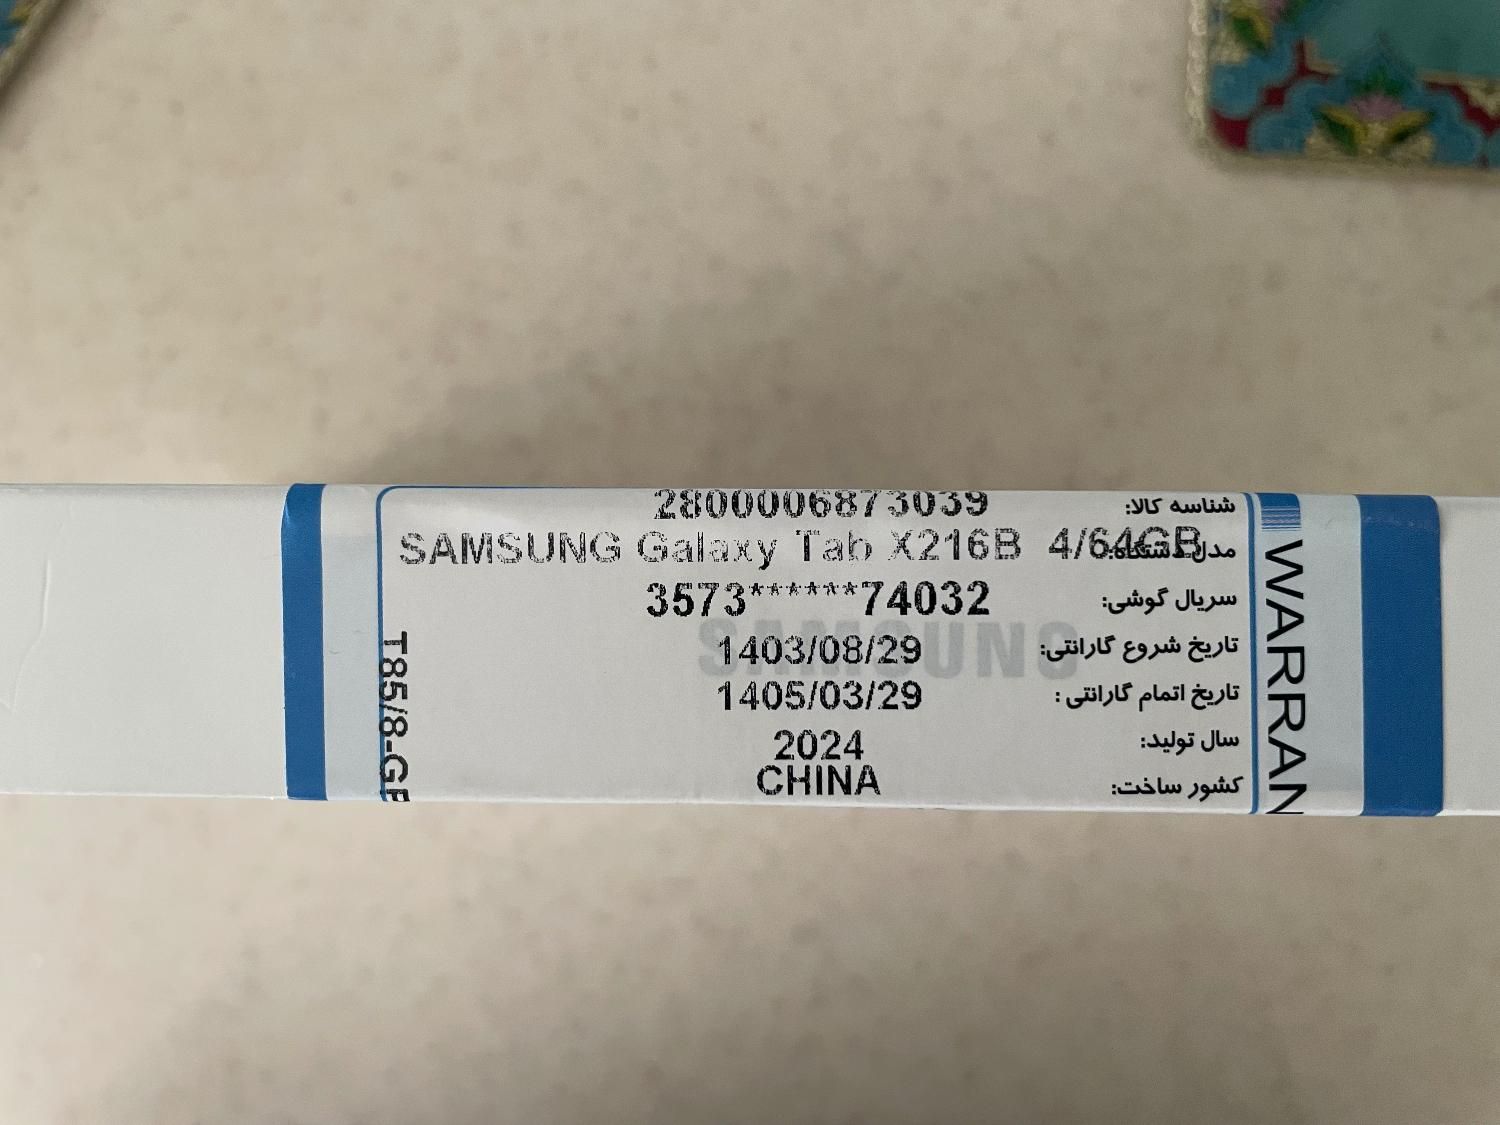 شناسه کالا: 2800006873039
مدل دستگاه: SAMSUNG Galaxy Tab X216B 4/64GB
سریال گوشی: 3573******74032
تاریخ شروع گارانتی: 1403/08/29
تاریخ اتمام گارانتی : 1405/03/29
سال تولید: 2024
کشور ساخت: CHINA
SAMSUNG
WARRAN
T85/8-GF